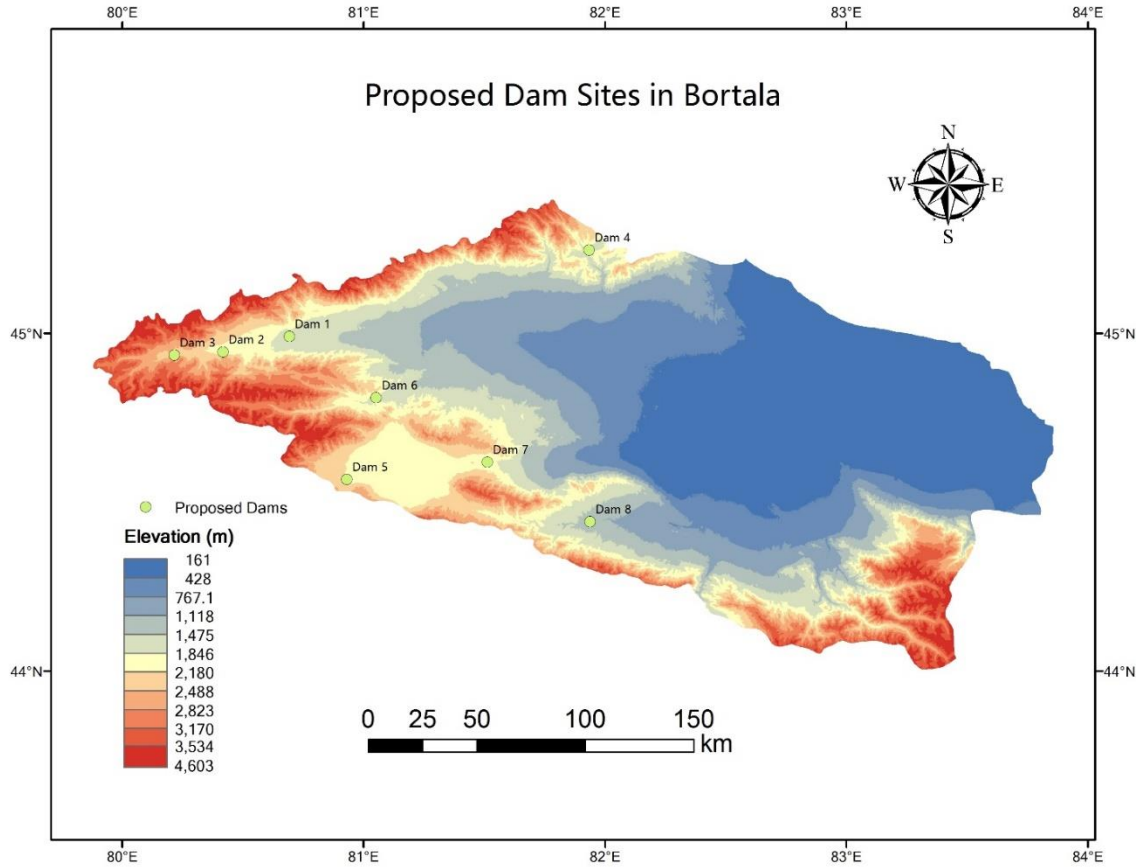 80°E
81°E
82°E
83°E
84°E
Proposed Dam Sites in Bortala
N
W
E
S
Dam 4
45°N
45°N
Dam 1
Dam 2
Dam 3
Dam 6
Dam 7
Dam 5
Dam 8
Proposed Dams
Elevation (m)
161
428
767.1
1,118
1,475
1,846
2,180
2,488
2,823
3,170
3,534
4,603
44°N
44°N
0 25 50 100 150
km
80°E
81°E
82°E
83°E
84°E